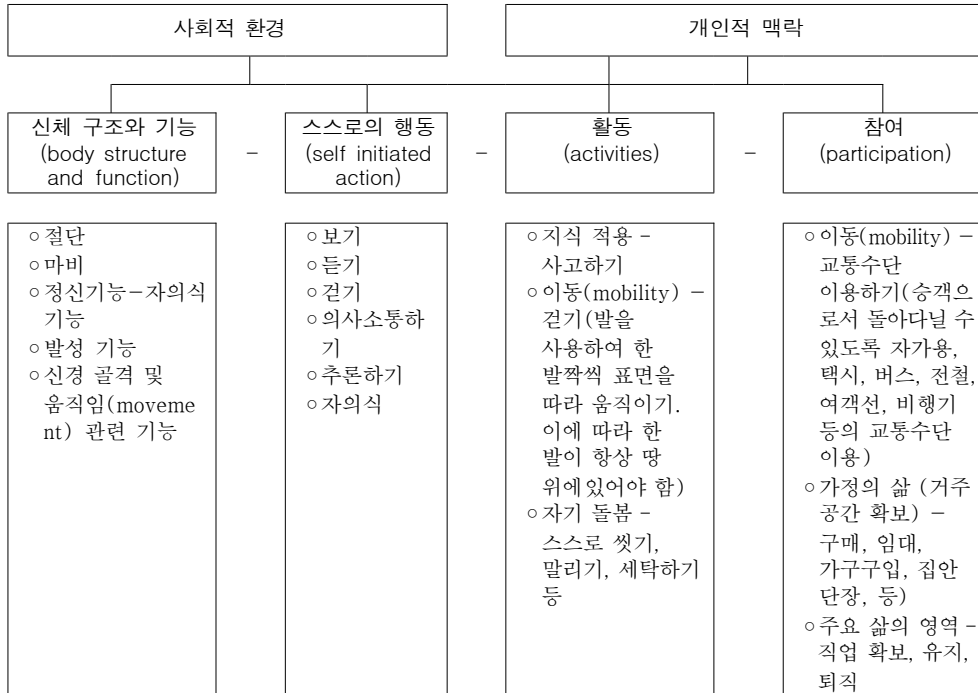 사회적 환경
개인적 맥락
신체 구조와 기능
(body structure
and function)
–
스스로의 행동
(self initiated
action)
–
활동
(activities)
–
참여
(participation)
○절단
○마비
○정신기능-자의식
기능
○발성 기능
○신경 골격 및
움직임(moveme
nt) 관련 기능
○보기
○듣기
○걷기
○의사소통하
기
○추론하기
○자의식
○지식 적용 –
사고하기
○이동(mobility) –
걷기(발을
사용하여 한
발짝씩 표면을
따라 움직이기.
이에 따라 한
발이 항상 땅
위에있어야 함)
○자기 돌봄 –
스스로 씻기,
말리기, 세탁하기
등
○이동(mobility) –
교통수단
이용하기(승객으
로서 돌아다닐 수
있도록 자가용,
택시, 버스, 전철,
여객선, 비행기
등의 교통수단
이용)
○가정의 삶 (거주
공간 확보) –
구매, 임대,
가구구입, 집안
단장, 등)
○주요 삶의 영역 –
직업 확보, 유지,
퇴직